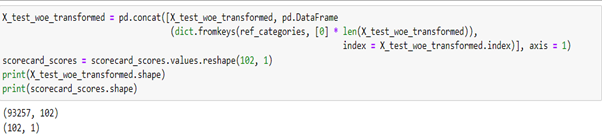 X_test_woe_transformed = pd.concat([X_test_woe_transformed, pd.DataFrame
(dict.fromkeys(ref_categories, [0] * len(X_test_woe_transformed)),
index = X_test_woe_transformed.index)], axis = 1)
scorecard_scores = scorecard_scores.values.reshape(102, 1)
print(X_test_woe_transformed.shape)
print(scorecard_scores.shape)
(93257, 102)
(102, 1)